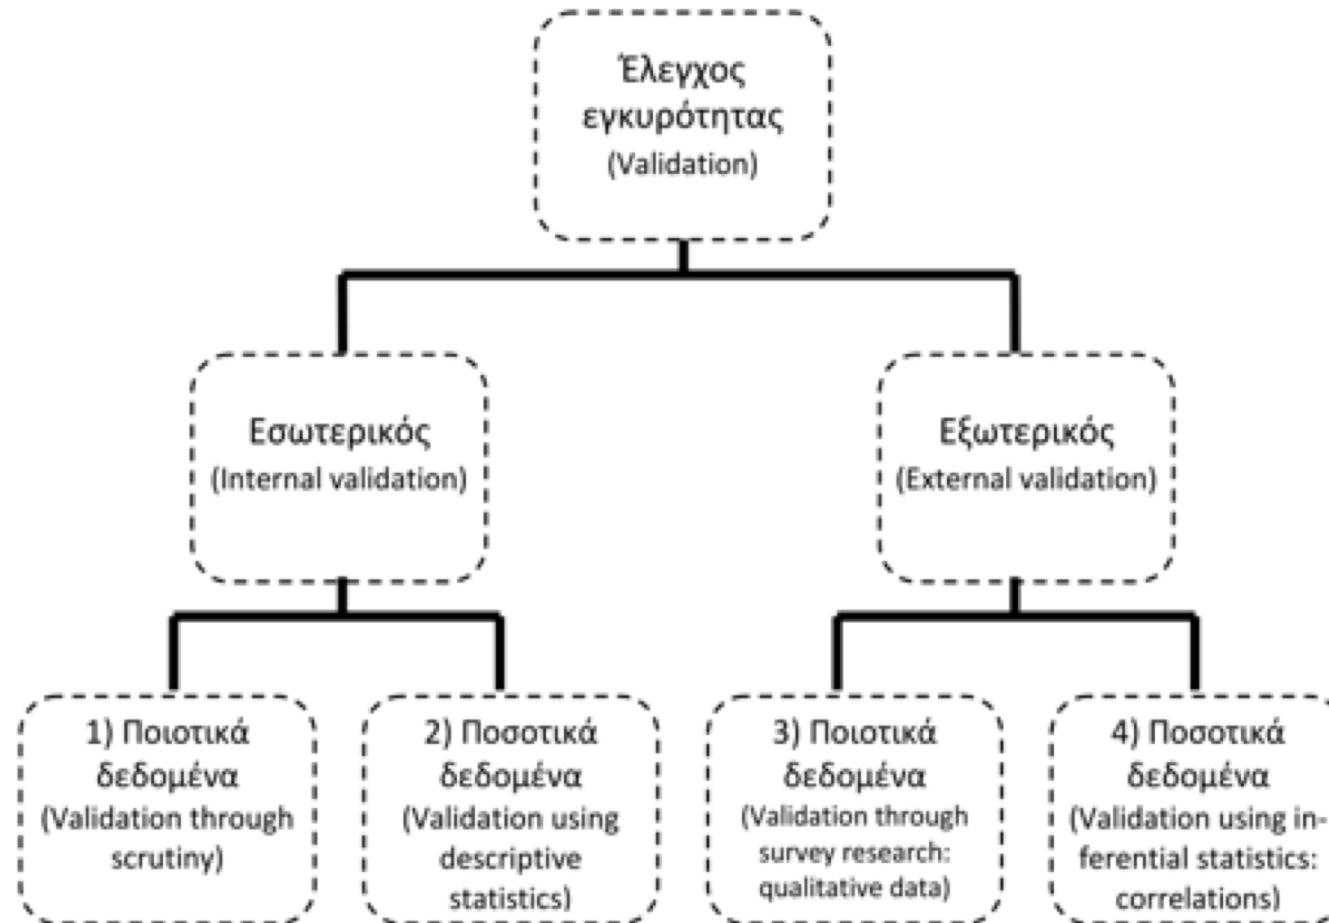 Έλεγχος
εγκυρότητας
(Validation)
Εσωτερικός
(Internal validation)
Εξωτερικός
(External validation)
1) Ποιοτικά
δεδομένα
(Validation through
scrutiny)
2) Ποσοτικά
δεδομένα
(Validation using
descriptive
statistics)
3) Ποιοτικά
δεδομένα
(Validation through
survey research:
qualitative data)
4) Ποσοτικά
δεδομένα
(Validation using in-
ferential statistics:
correlations)